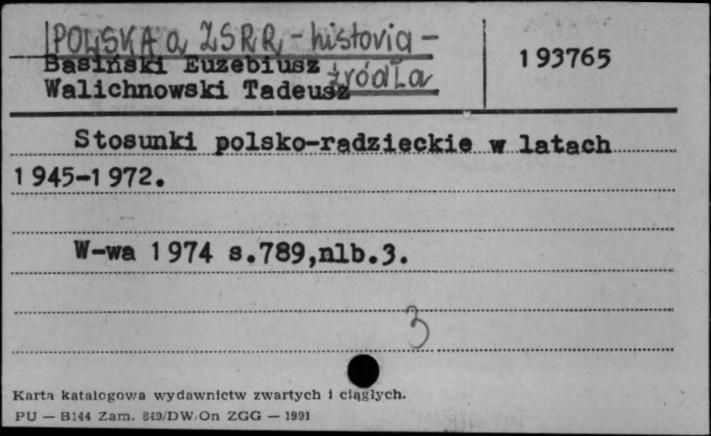 POLSKA a ZSRR - historia -
źródła
193765
Basiński Euzebiusz
Walichnowski Tadeusz
Stosunki polsko-radzieckie w latach
1945-1972.
W-wa 1974 s.789,nlb.3.
3
Karta katalogowa wydawnictw zwartych i ciągłych.
PU — B144 Zam. 849/DW/On ZGG — 1991